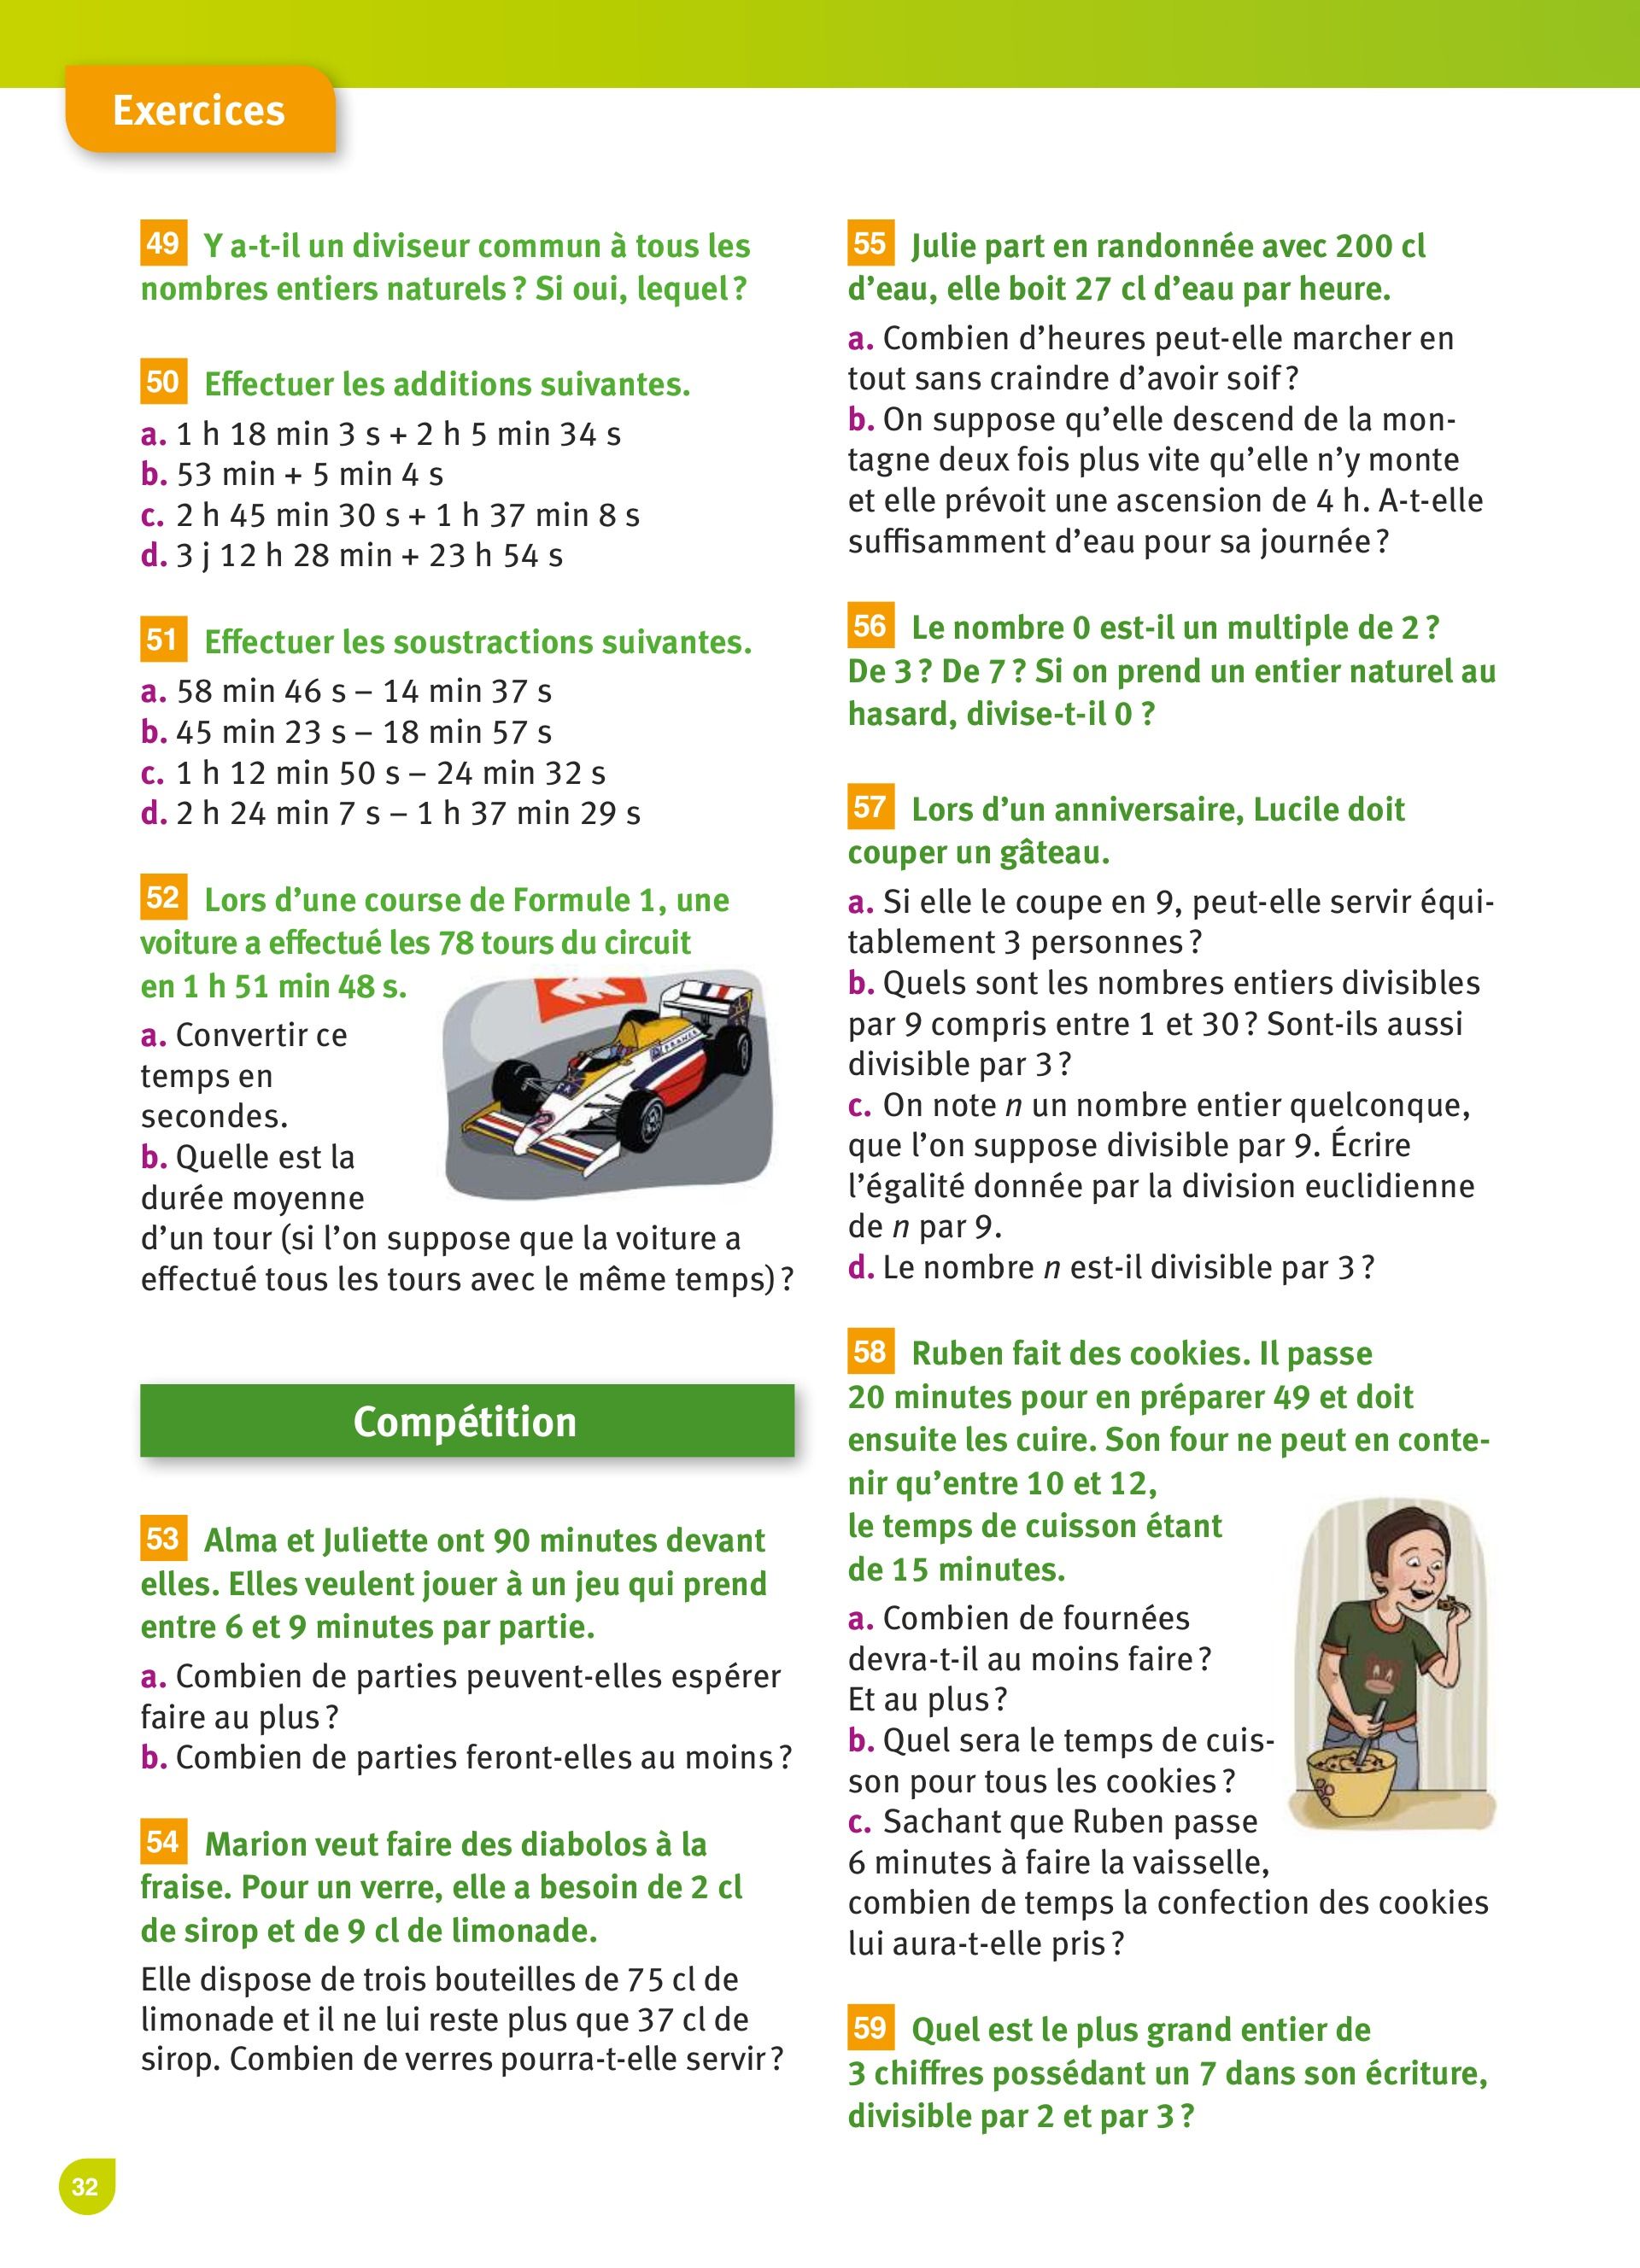 Exercices
49 Y a-t-il un diviseur commun à tous les
nombres entiers naturels ? Si oui, lequel ?
50 Effectuer les additions suivantes.
a. 1 h 18 min 3 s + 2 h 5 min 34 s
b. 53 min + 5 min 4 s
c. 2 h 45 min 30 s + 1 h 37 min 8 s
d. 3 j 12 h 28 min + 23 h 54 s
51 Effectuer les soustractions suivantes.
a. 58 min 46 s – 14 min 37 s
b. 45 min 23 s – 18 min 57 s
c. 1 h 12 min 50 s – 24 min 32 s
d. 2 h 24 min 7 s – 1 h 37 min 29 s
52 Lors d’une course de Formule 1, une
voiture a effectué les 78 tours du circuit
en 1 h 51 min 48 s.
a. Convertir ce
temps en
secondes.
b. Quelle est la
durée moyenne
d’un tour (si l’on suppose que la voiture a
effectué tous les tours avec le même temps) ?
FRANCE
2
Compétition
53 Alma et Juliette ont 90 minutes devant
elles. Elles veulent jouer à un jeu qui prend
entre 6 et 9 minutes par partie.
a. Combien de parties peuvent-elles espérer
faire au plus ?
b. Combien de parties feront-elles au moins ?
54 Marion veut faire des diabolos à la
fraise. Pour un verre, elle a besoin de 2 cl
de sirop et de 9 cl de limonade.
Elle dispose de trois bouteilles de 75 cl de
limonade et il ne lui reste plus que 37 cl de
sirop. Combien de verres pourra-t-elle servir ?
55 Julie part en randonnée avec 200 cl
d’eau, elle boit 27 cl d’eau par heure.
a. Combien d’heures peut-elle marcher en
tout sans craindre d’avoir soif ?
b. On suppose qu’elle descend de la mon-
tagne deux fois plus vite qu’elle n’y monte
et elle prévoit une ascension de 4 h. A-t-elle
suffisamment d’eau pour sa journée ?
56 Le nombre 0 est-il un multiple de 2 ?
De 3 ? De 7 ? Si on prend un entier naturel au
hasard, divise-t-il 0 ?
57 Lors d’un anniversaire, Lucile doit
couper un gâteau.
a. Si elle le coupe en 9, peut-elle servir équi-
tablement 3 personnes ?
b. Quels sont les nombres entiers divisibles
par 9 compris entre 1 et 30 ? Sont-ils aussi
divisible par 3 ?
c. On note n un nombre entier quelconque,
que l’on suppose divisible par 9. Écrire
l’égalité donnée par la division euclidienne
de n par 9.
d. Le nombre n est-il divisible par 3 ?
58 Ruben fait des cookies. Il passe
20 minutes pour en préparer 49 et doit
ensuite les cuire. Son four ne peut en conte-
nir qu’entre 10 et 12,
le temps de cuisson étant
de 15 minutes.
a. Combien de fournées
devra-t-il au moins faire ?
Et au plus ?
b. Quel sera le temps de cuis-
son pour tous les cookies ?
c. Sachant que Ruben passe
6 minutes à faire la vaisselle,
combien de temps la confection des cookies
lui aura-t-elle pris ?
59 Quel est le plus grand entier de
3 chiffres possédant un 7 dans son écriture,
divisible par 2 et par 3 ?
32